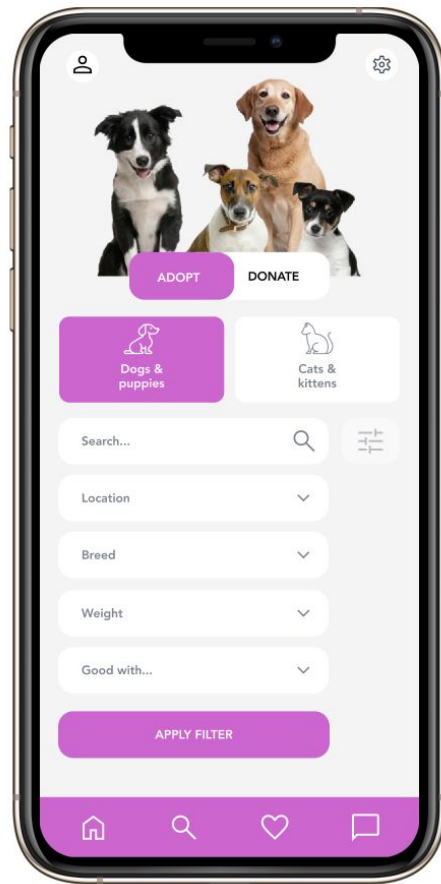 ADOPT
DONATE
Dogs &
puppies
Cats &
kittens
Search...
Location
Breed
Weight
Good with...
APPLY FILTER